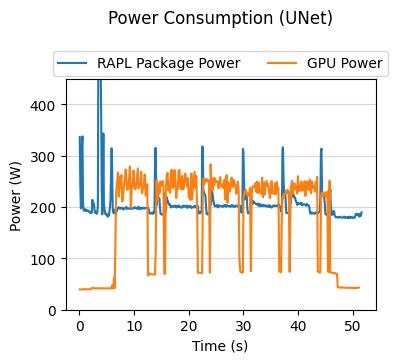 Power Consumption (UNet)
RAPL Package Power
GPU Power
400
300
200
100
0
Power (W)
0
10
20
30
40
50
Time (s)